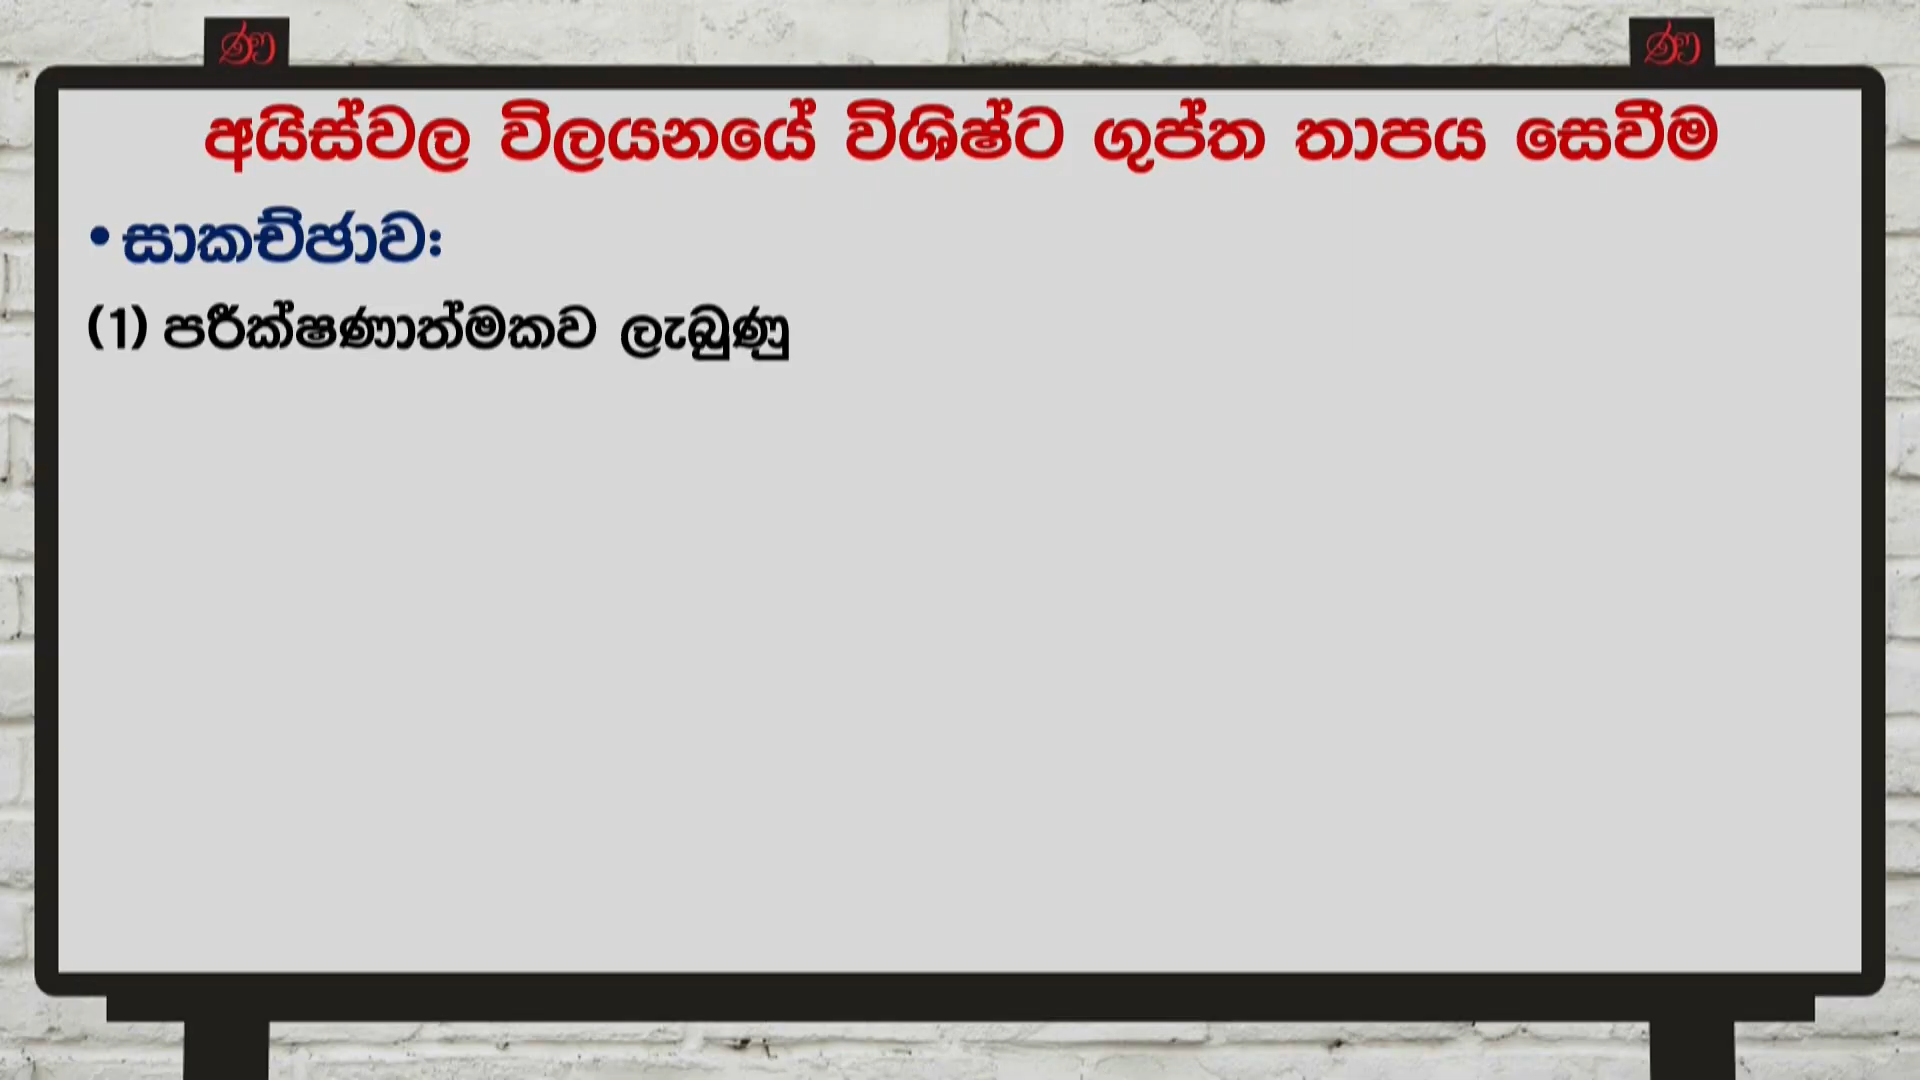 අයිස්වල විලයනයේ විශිෂ්ට ගුප්ත තාපය සෙවීම
• සාකච්ඡාව:
(1) පරීක්ෂණාත්මකව ලැබුණු